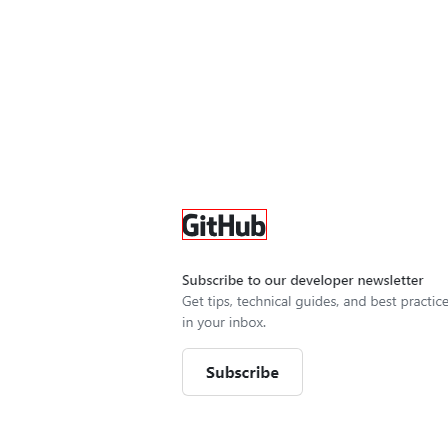 GitHub
Subscribe to our developer newsletter
Get tips, technical guides, and best practice
in your inbox.
Subscribe